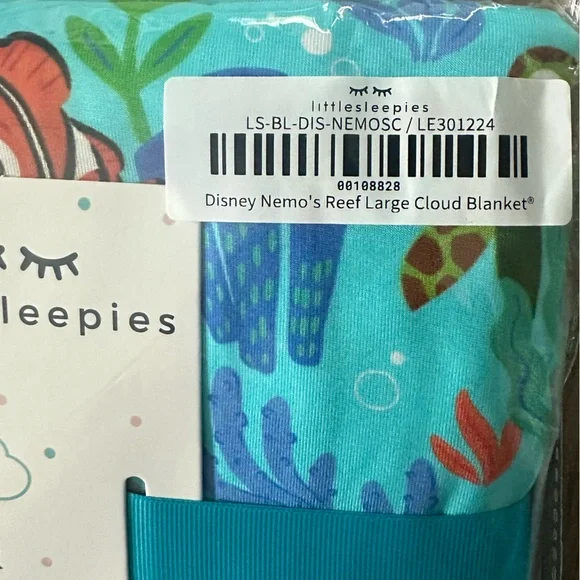 littlesleepies
LS-BL-DIS-NEMOSC / LE301224
00108828
Disney Nemo's Reef Large Cloud Blanket®
leepies